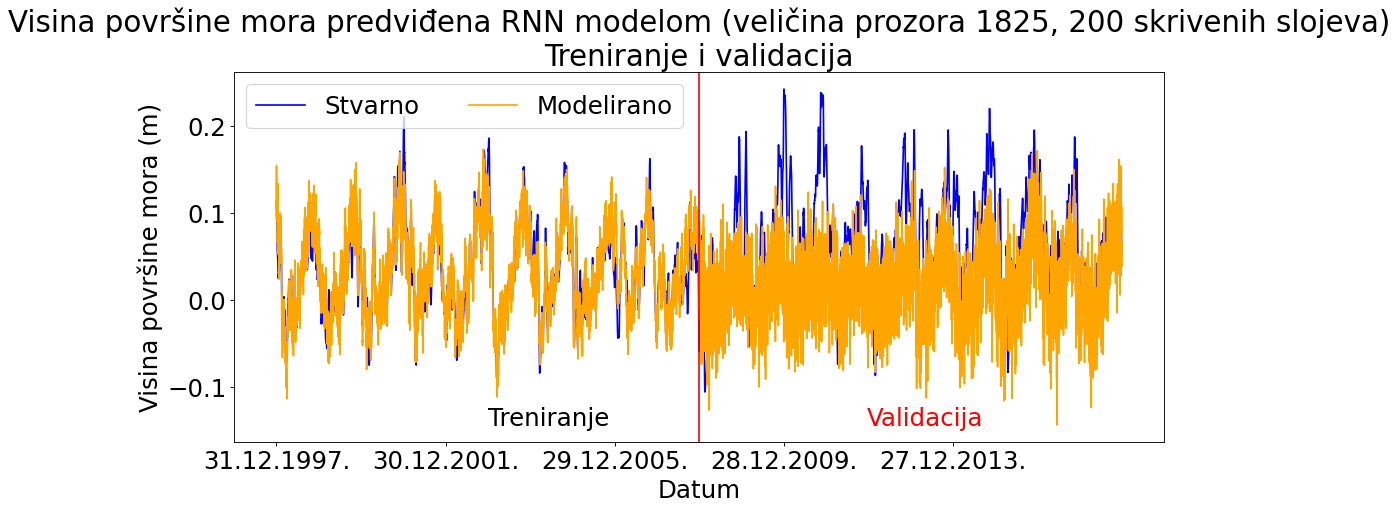 Visina površine mora predviđena RNN modelom (veličina prozora 1825, 200 skrivenih slojeva)
Treniranje i validacija
Stvarno
Modelirano
Visina površine mora (m)
0.2
0.1
0.0
−0.1
Treniranje
Validacija
31.12.1997.
30.12.2001.
29.12.2005.
28.12.2009.
27.12.2013.
Datum